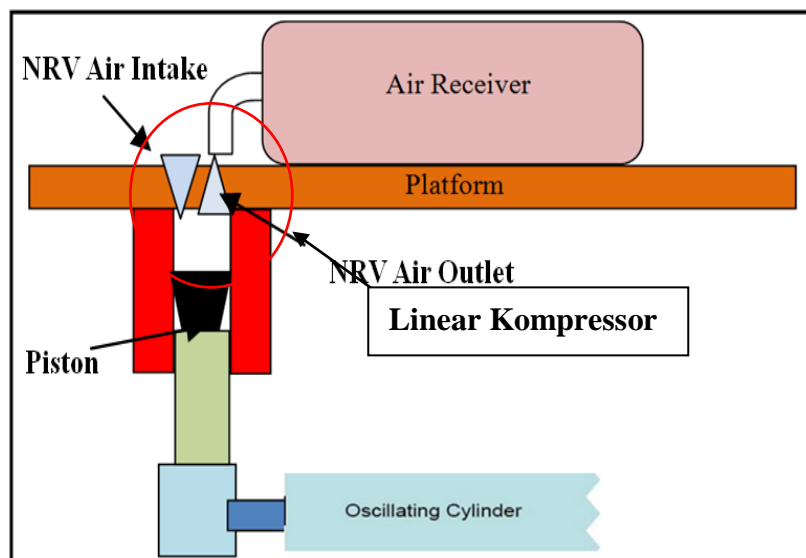 NRV Air Intake
Air Receiver
Platform
NRV Air Outlet
Linear Kompressor
Piston
Oscillating Cylinder